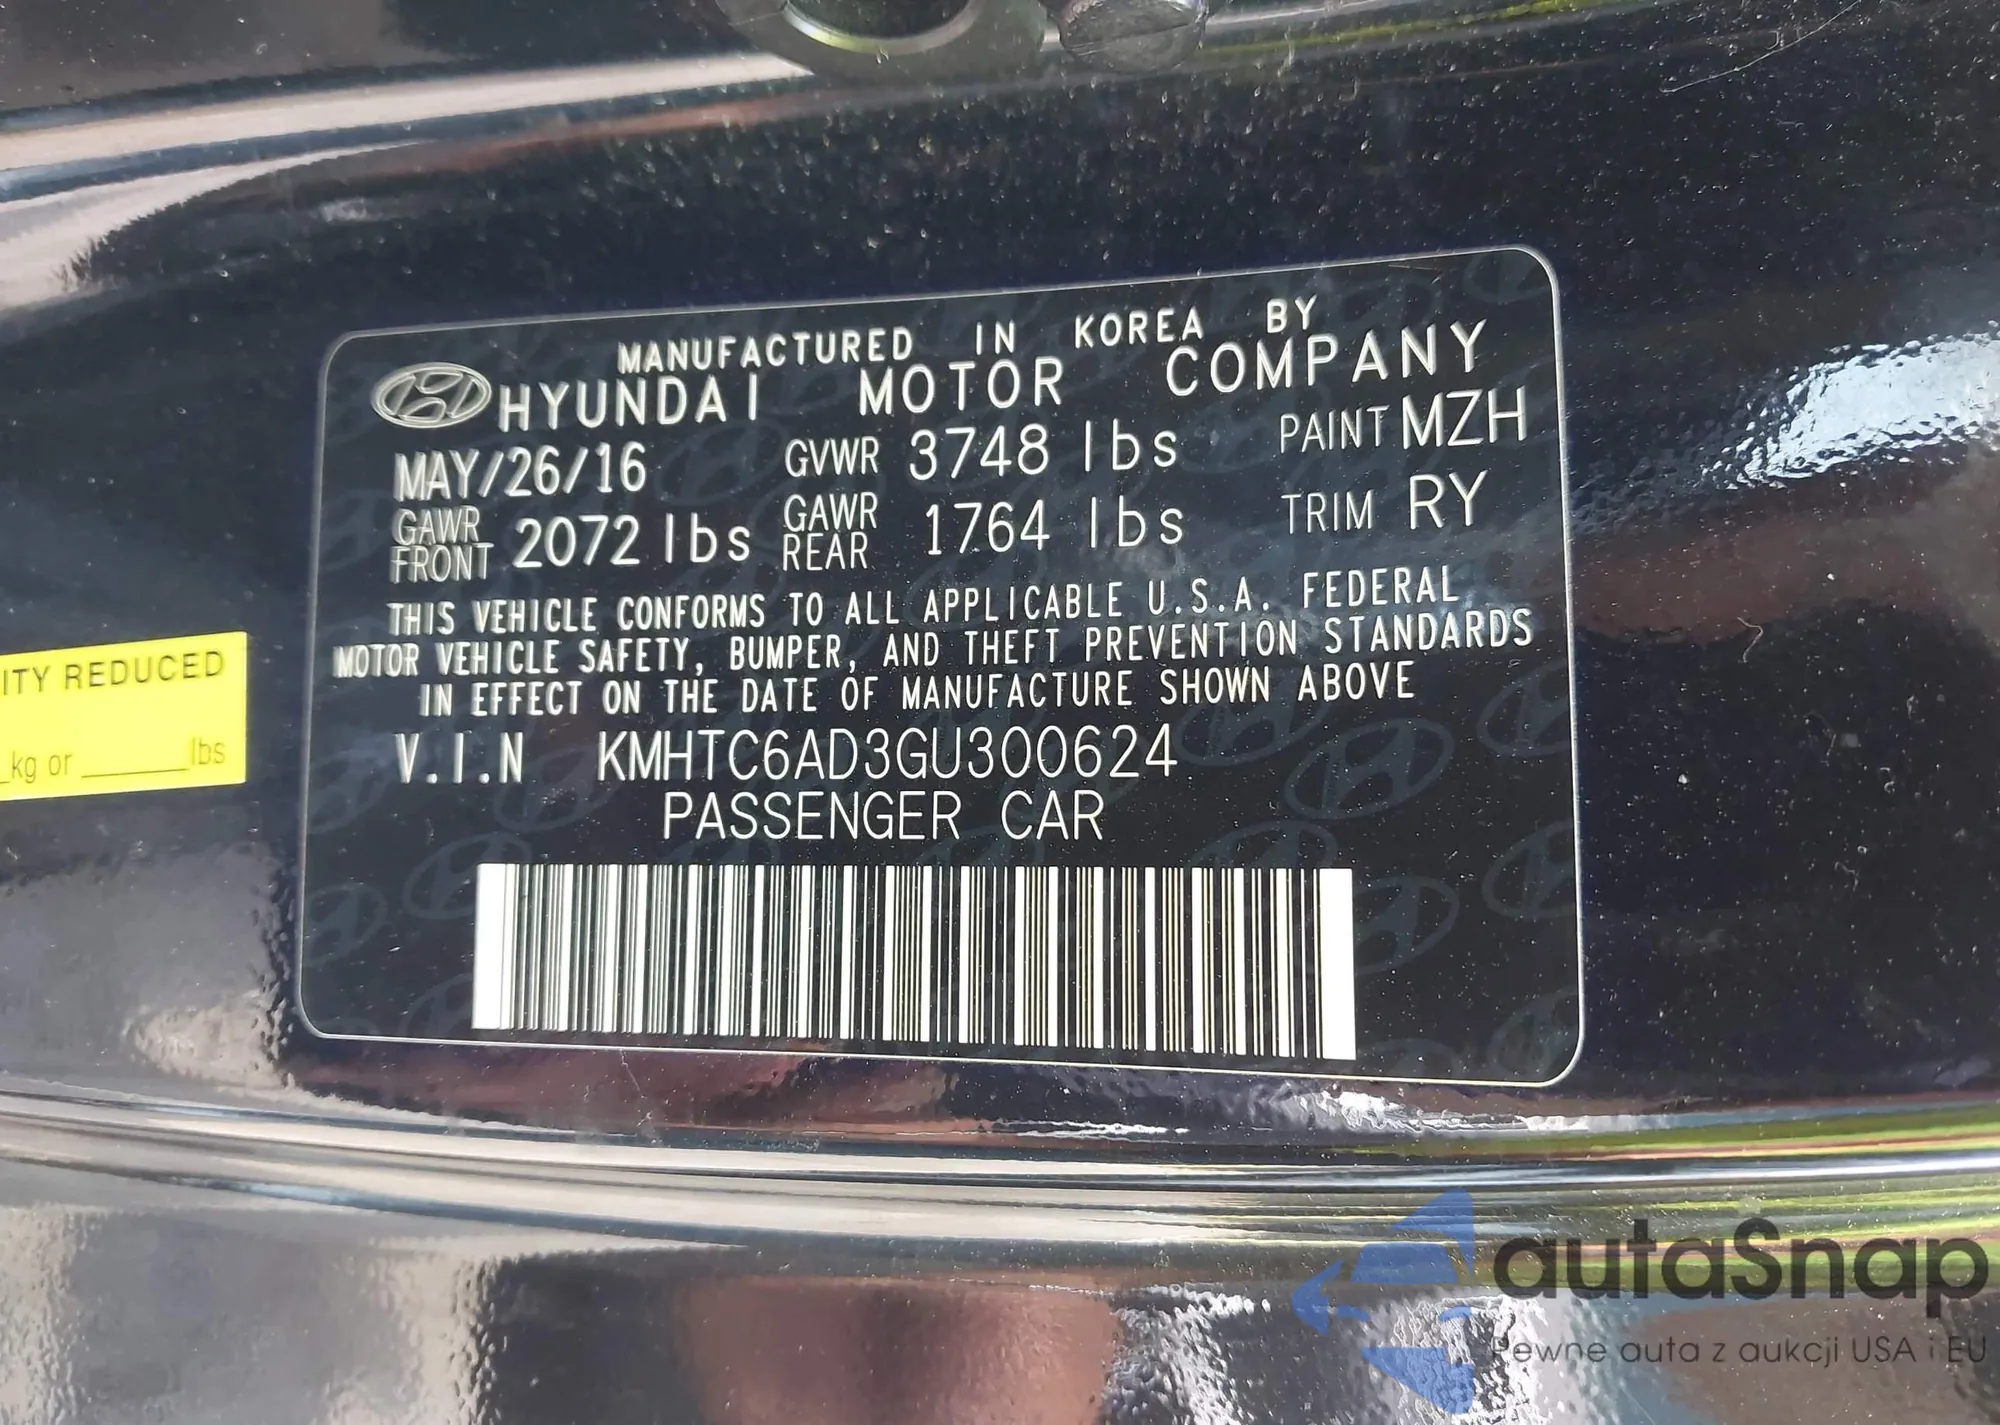 MANUFACTURED IN KOREA BY
HYUNDAI MOTOR COMPANY
MAY/26/16 GVWR 3748 lbs PAINT MZH
GAWR FRONT 2072 lbs GAWR REAR 1764 lbs TRIM RY
THIS VEHICLE CONFORMS TO ALL APPLICABLE U.S.A. FEDERAL
MOTOR VEHICLE SAFETY, BUMPER, AND THEFT PREVENTION STANDARDS
IN EFFECT ON THE DATE OF MANUFACTURE SHOWN ABOVE
V.I.N KMHTC6AD3GU300624
PASSENGER CAR
ITY REDUCED
kg or ______ lbs
autaSnap
Pewne auta z aukcji USA i EU